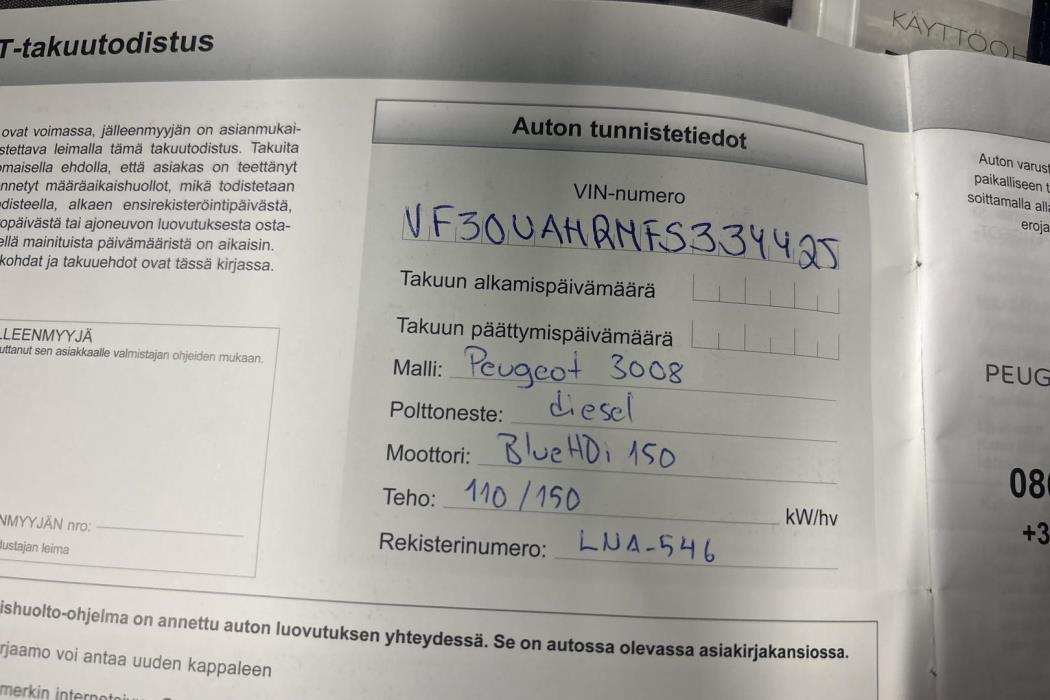 KÄYTTÖOH
T-takuutodistus
ovat voimassa, jälleenmyyjän on asianmukai-
stettava leimalla tämä takuutodistus. Takuita
omaisella ehdolla, että asiakas on teettänyt
nnetyt määräaikaishuollot, mikä todistetaan
disteella, alkaen ensirekisteröintipäivästä,
opäivästä tai ajoneuvon luovutuksesta osta-
ellä mainituista päivämääristä on aikaisin.
kohdat ja takuuehdot ovat tässä kirjassa.
LLEENMYYJÄ
uttanut sen asiakkaalle valmistajan ohjeiden mukaan.
NMYYJÄN nro:
dustajan leima
Auton tunnistetiedot
VIN-numero
VF30UAHRMFS334425
Takuun alkamispäivämäärä
Takuun päättymispäivämäärä
Malli: Peugeot 3008
Polttoneste: diesel
Moottori: BlueHDi 150
Teho: 110/150 kW/hv
Rekisterinumero: LNA-546
ishuolto-ohjelma on annettu auton luovutuksen yhteydessä. Se on autossa olevassa asiakirjakansiossa.
rjaamo voi antaa uuden kappaleen
Auton varust
paikalliseen t
soittamalla all
eroja
PEUG
080
+3